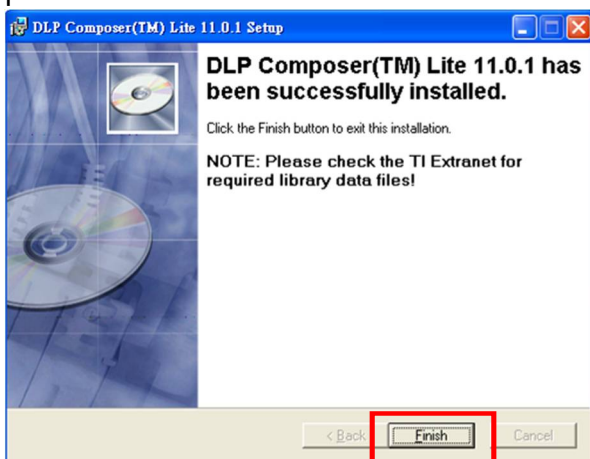 DLP Composer(TM) Lite 11.0.1 Setup
DLP Composer(TM) Lite 11.0.1 has
been successfully installed.
Click the Finish button to exit this installation.
NOTE: Please check the TI Extranet for
required library data files!
< Back
Finish
Cancel